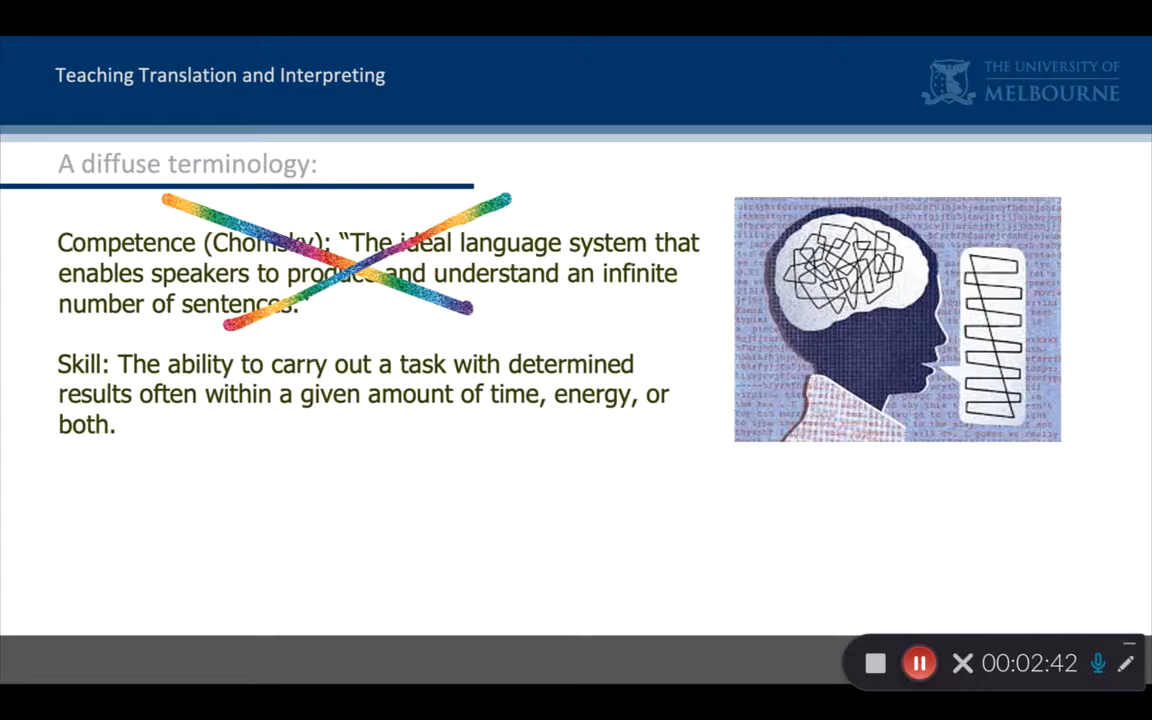 Teaching Translation and Interpreting
THE UNIVERSITY OF
MELBOURNE
A diffuse terminology:
Competence (Chomsky): “The ideal language system that
enables speakers to produce and understand an infinite
number of sentences.”
Skill: The ability to carry out a task with determined
results often within a given amount of time, energy, or
both.
00:02:42